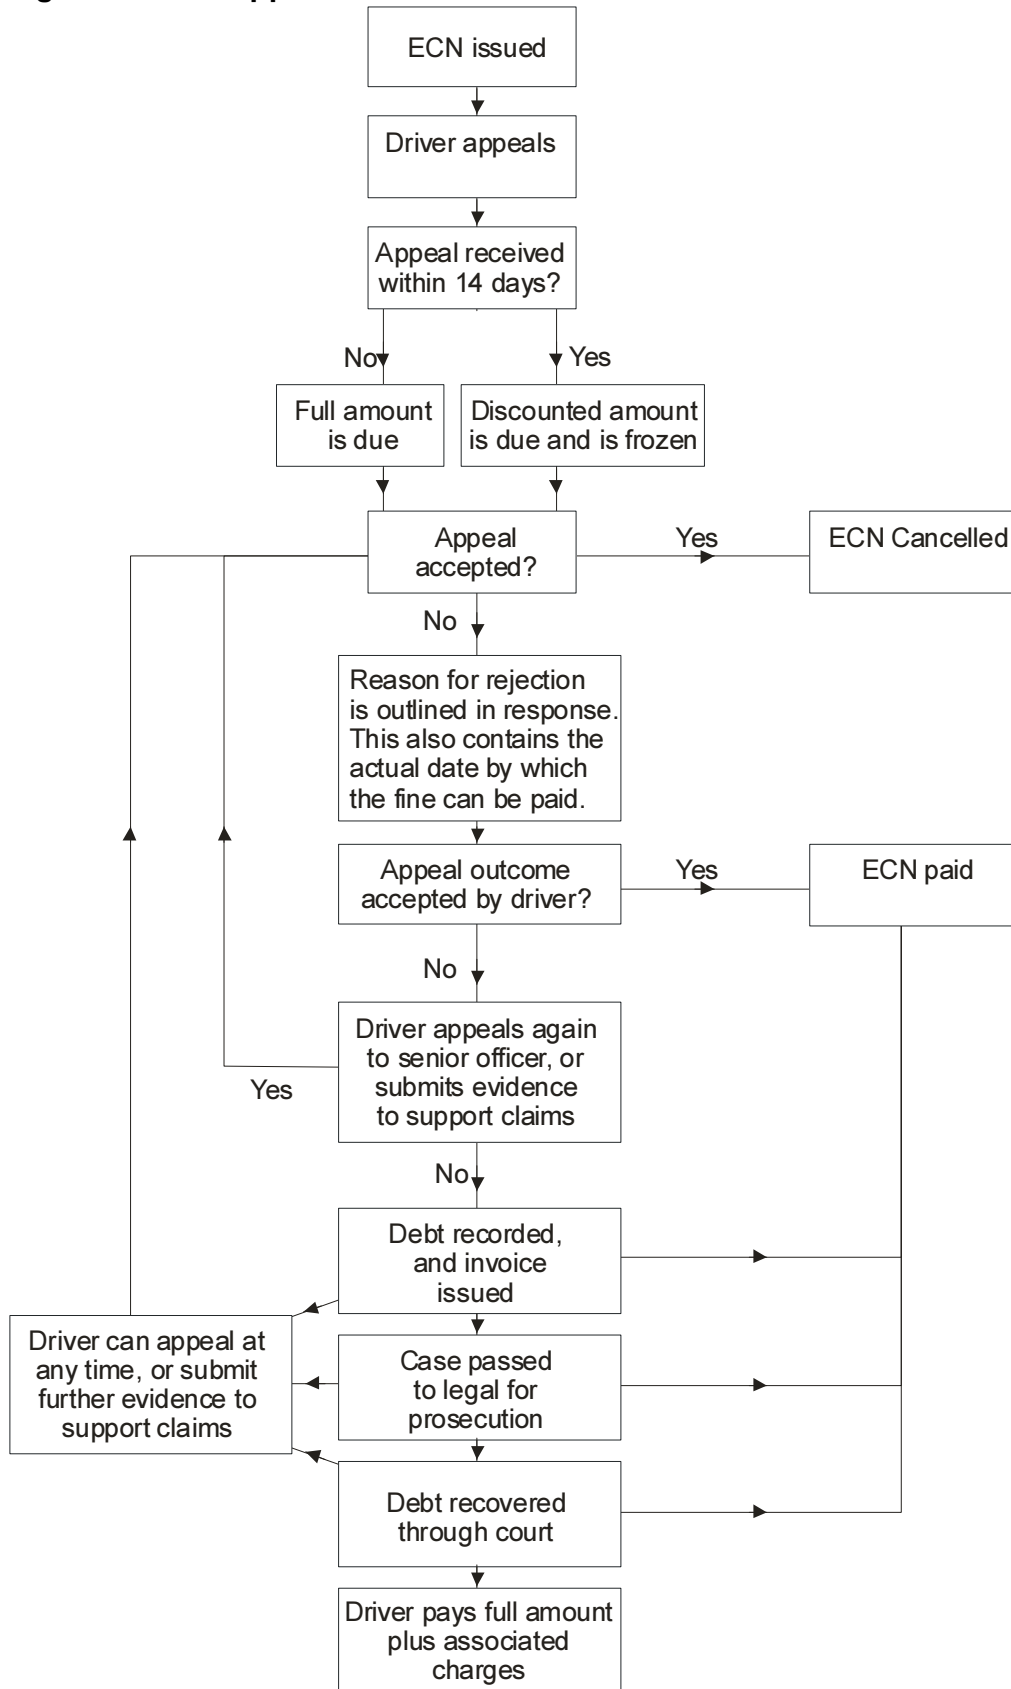 ECN issued
Driver appeals
Appeal received
within 14 days?
No
Yes
Full amount
is due
Discounted amount
is due and is frozen
Appeal
accepted?
Yes
ECN Cancelled
No
Reason for rejection
is outlined in response.
This also contains the
actual date by which
the fine can be paid.
Appeal outcome
accepted by driver?
Yes
ECN paid
No
Driver appeals again
to senior officer, or
submits evidence
to support claims
Yes
No
Debt recorded,
and invoice
issued
Driver can appeal at
any time, or submit
further evidence to
support claims
Case passed
to legal for
prosecution
Debt recovered
through court
Driver pays full amount
plus associated
charges